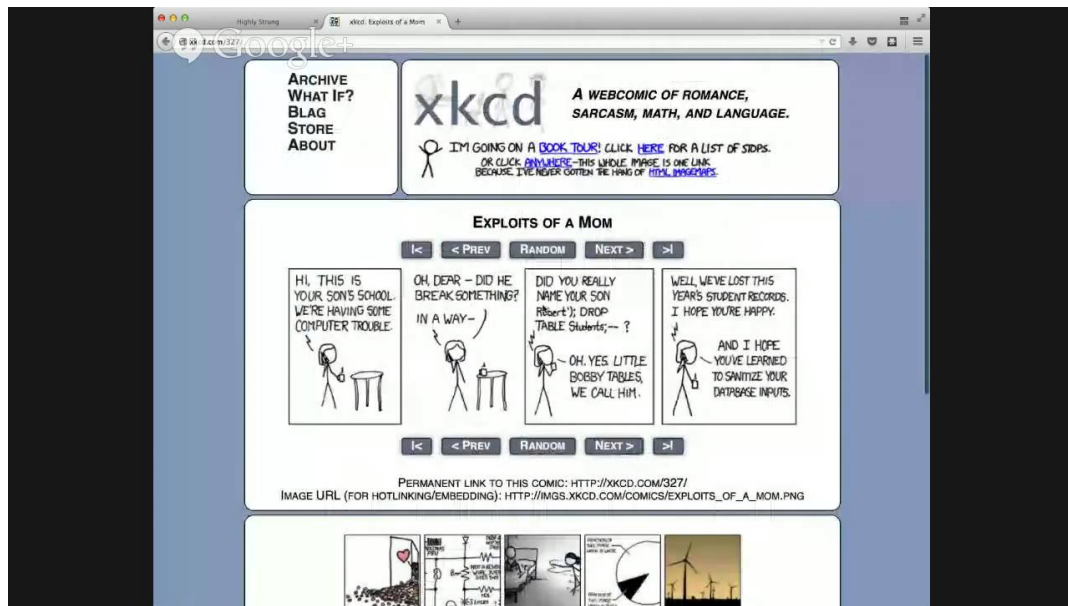 Highly Strung
xkcd: Exploits of a Mom
xkcd.com/327/
Google+
ARCHIVE
WHAT IF?
BLAG
STORE
ABOUT
xkcd
A WEBCOMIC OF ROMANCE,
SARCASM, MATH, AND LANGUAGE.
I'M GOING ON A BOOK TOUR! CLICK HERE FOR A LIST OF STOPS.
OR CLICK ANYWHERE—THIS WHOLE IMAGE IS ONE LINK
BECAUSE I'VE NEVER GOTTEN THE HANG OF HTML IMAGEMAPS.
EXPLOITS OF A MOM
|<
< PREV
RANDOM
NEXT >
>|
HI, THIS IS
YOUR SON'S SCHOOL.
WE'RE HAVING SOME
COMPUTER TROUBLE.
OH, DEAR – DID HE
BREAK SOMETHING?
IN A WAY–
DID YOU REALLY
NAME YOUR SON
Robert'); DROP
TABLE Students;-- ?
OH. YES. LITTLE
BOBBY TABLES,
WE CALL HIM.
WELL, WE'VE LOST THIS
YEAR'S STUDENT RECORDS.
I HOPE YOU'RE HAPPY.
AND I HOPE
YOU'VE LEARNED
TO SANITIZE YOUR
DATABASE INPUTS.
|<
< PREV
RANDOM
NEXT >
>|
PERMANENT LINK TO THIS COMIC: HTTP://XKCD.COM/327/
IMAGE URL (FOR HOTLINKING/EMBEDDING): HTTP://IMGS.XKCD.COM/COMICS/EXPLOITS_OF_A_MOM.PNG